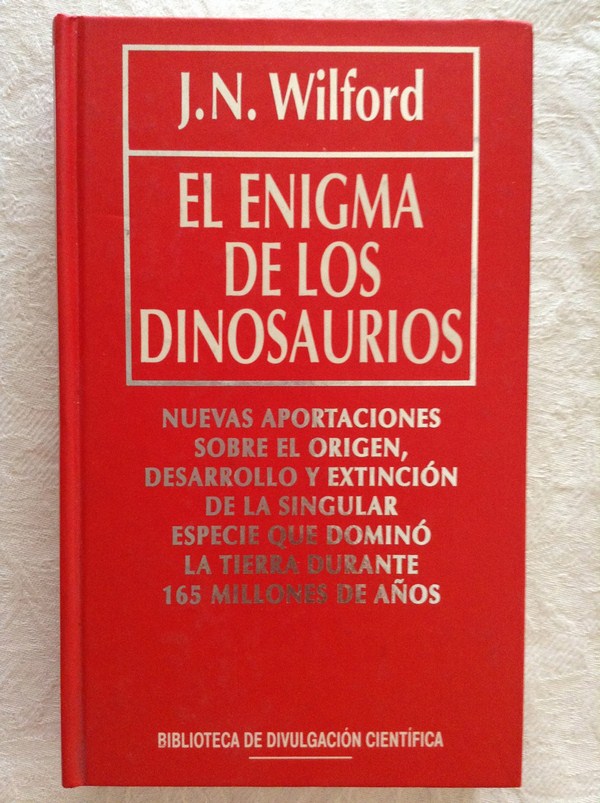 J.N. Wilford
EL ENIGMA
DE LOS
DINOSAURIOS
NUEVAS APORTACIONES
SOBRE EL ORIGEN,
DESARROLLO Y EXTINCIÓN
DE LA SINGULAR
ESPECIE QUE DOMINÓ
LA TIERRA DURANTE
165 MILLONES DE AÑOS
BIBLIOTECA DE DIVULGACIÓN CIENTÍFICA